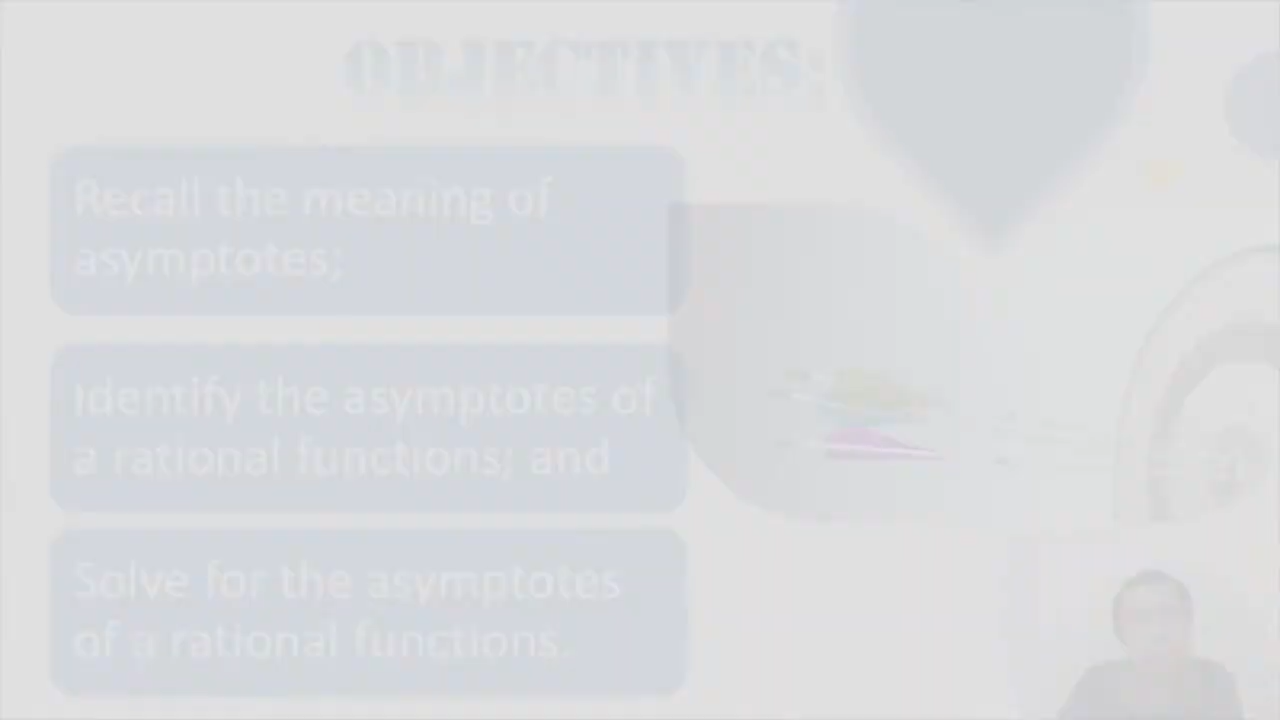 OBJECTIVES:
Recall the meaning of
asymptotes;
Identify the asymptotes of
a rational functions; and
Solve for the asymptotes
of a rational functions.